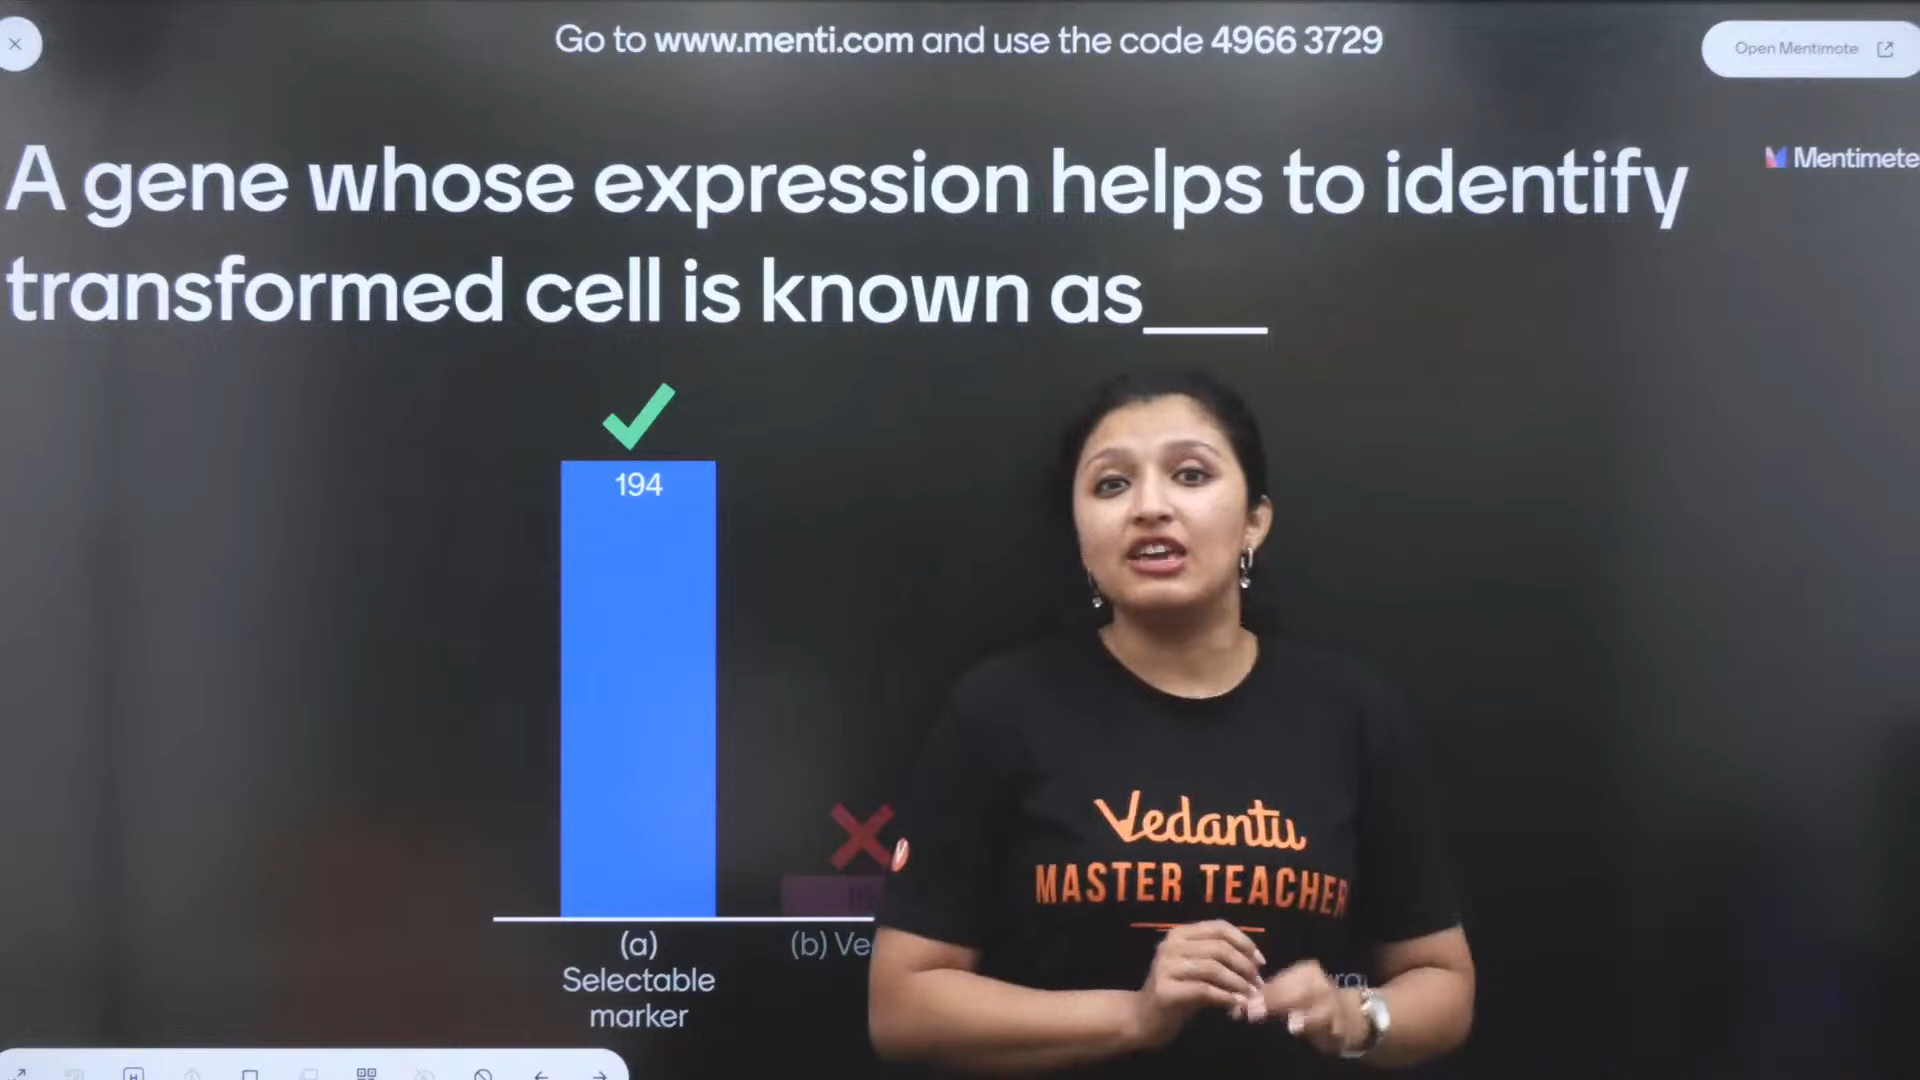 Go to www.menti.com and use the code 4966 3729
Open Mentimote
A gene whose expression helps to identify
Mentimete
transformed cell is known as___
194
(a)
Selectable
marker
(b) Ve
Vedantu
MASTER TEACHER